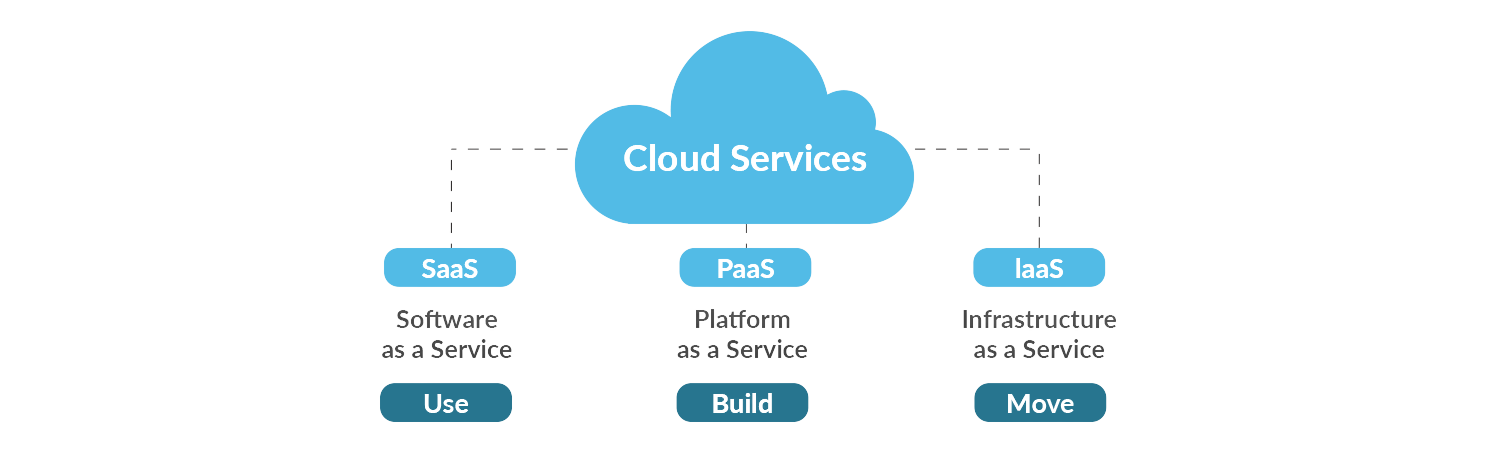 Cloud Services
SaaS
Software
as a Service
Use
PaaS
Platform
as a Service
Build
IaaS
Infrastructure
as a Service
Move